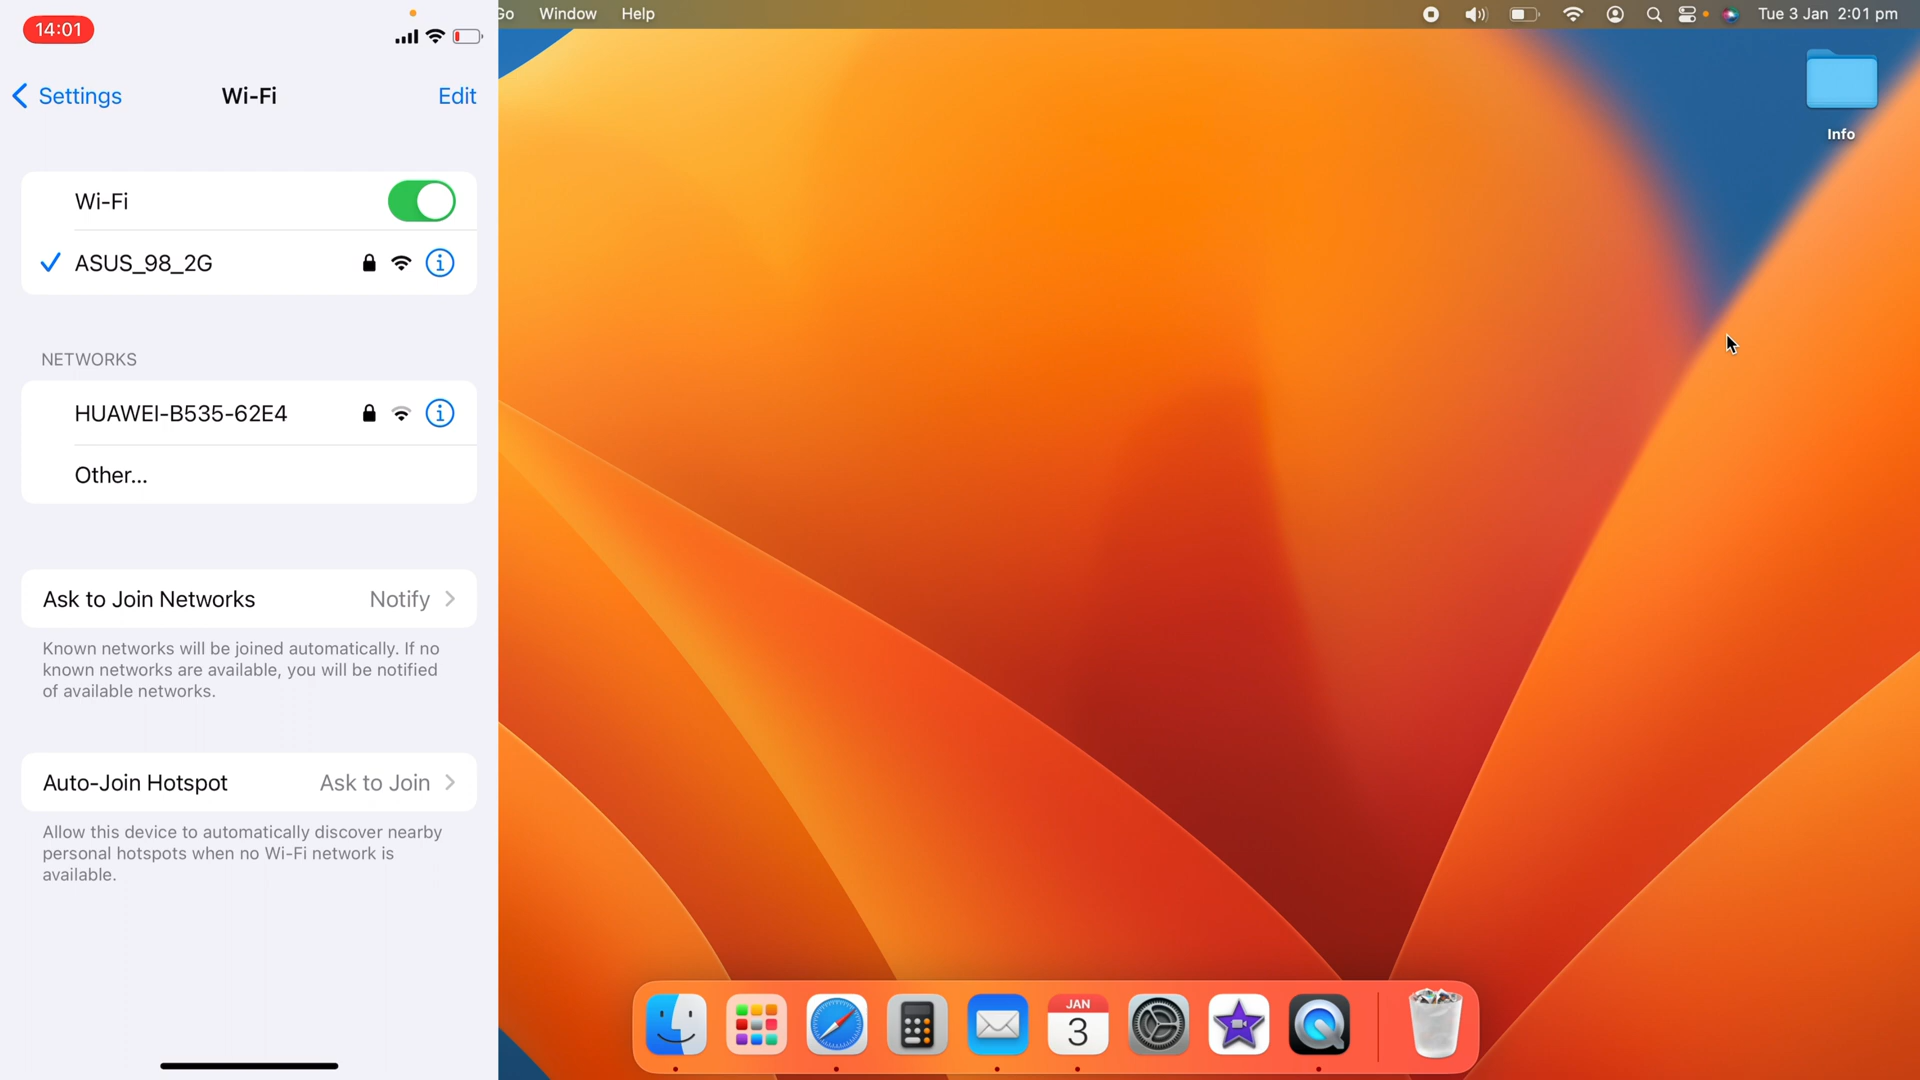 14:01
Settings
Wi-Fi
Edit
Wi-Fi
ASUS_98_2G
NETWORKS
HUAWEI-B535-62E4
Other...
Ask to Join Networks
Notify
Known networks will be joined automatically. If no
known networks are available, you will be notified
of available networks.
Auto-Join Hotspot
Ask to Join
Allow this device to automatically discover nearby
personal hotspots when no Wi-Fi network is
available.
Go Window Help
Tue 3 Jan 2:01 pm
Info
JAN
3